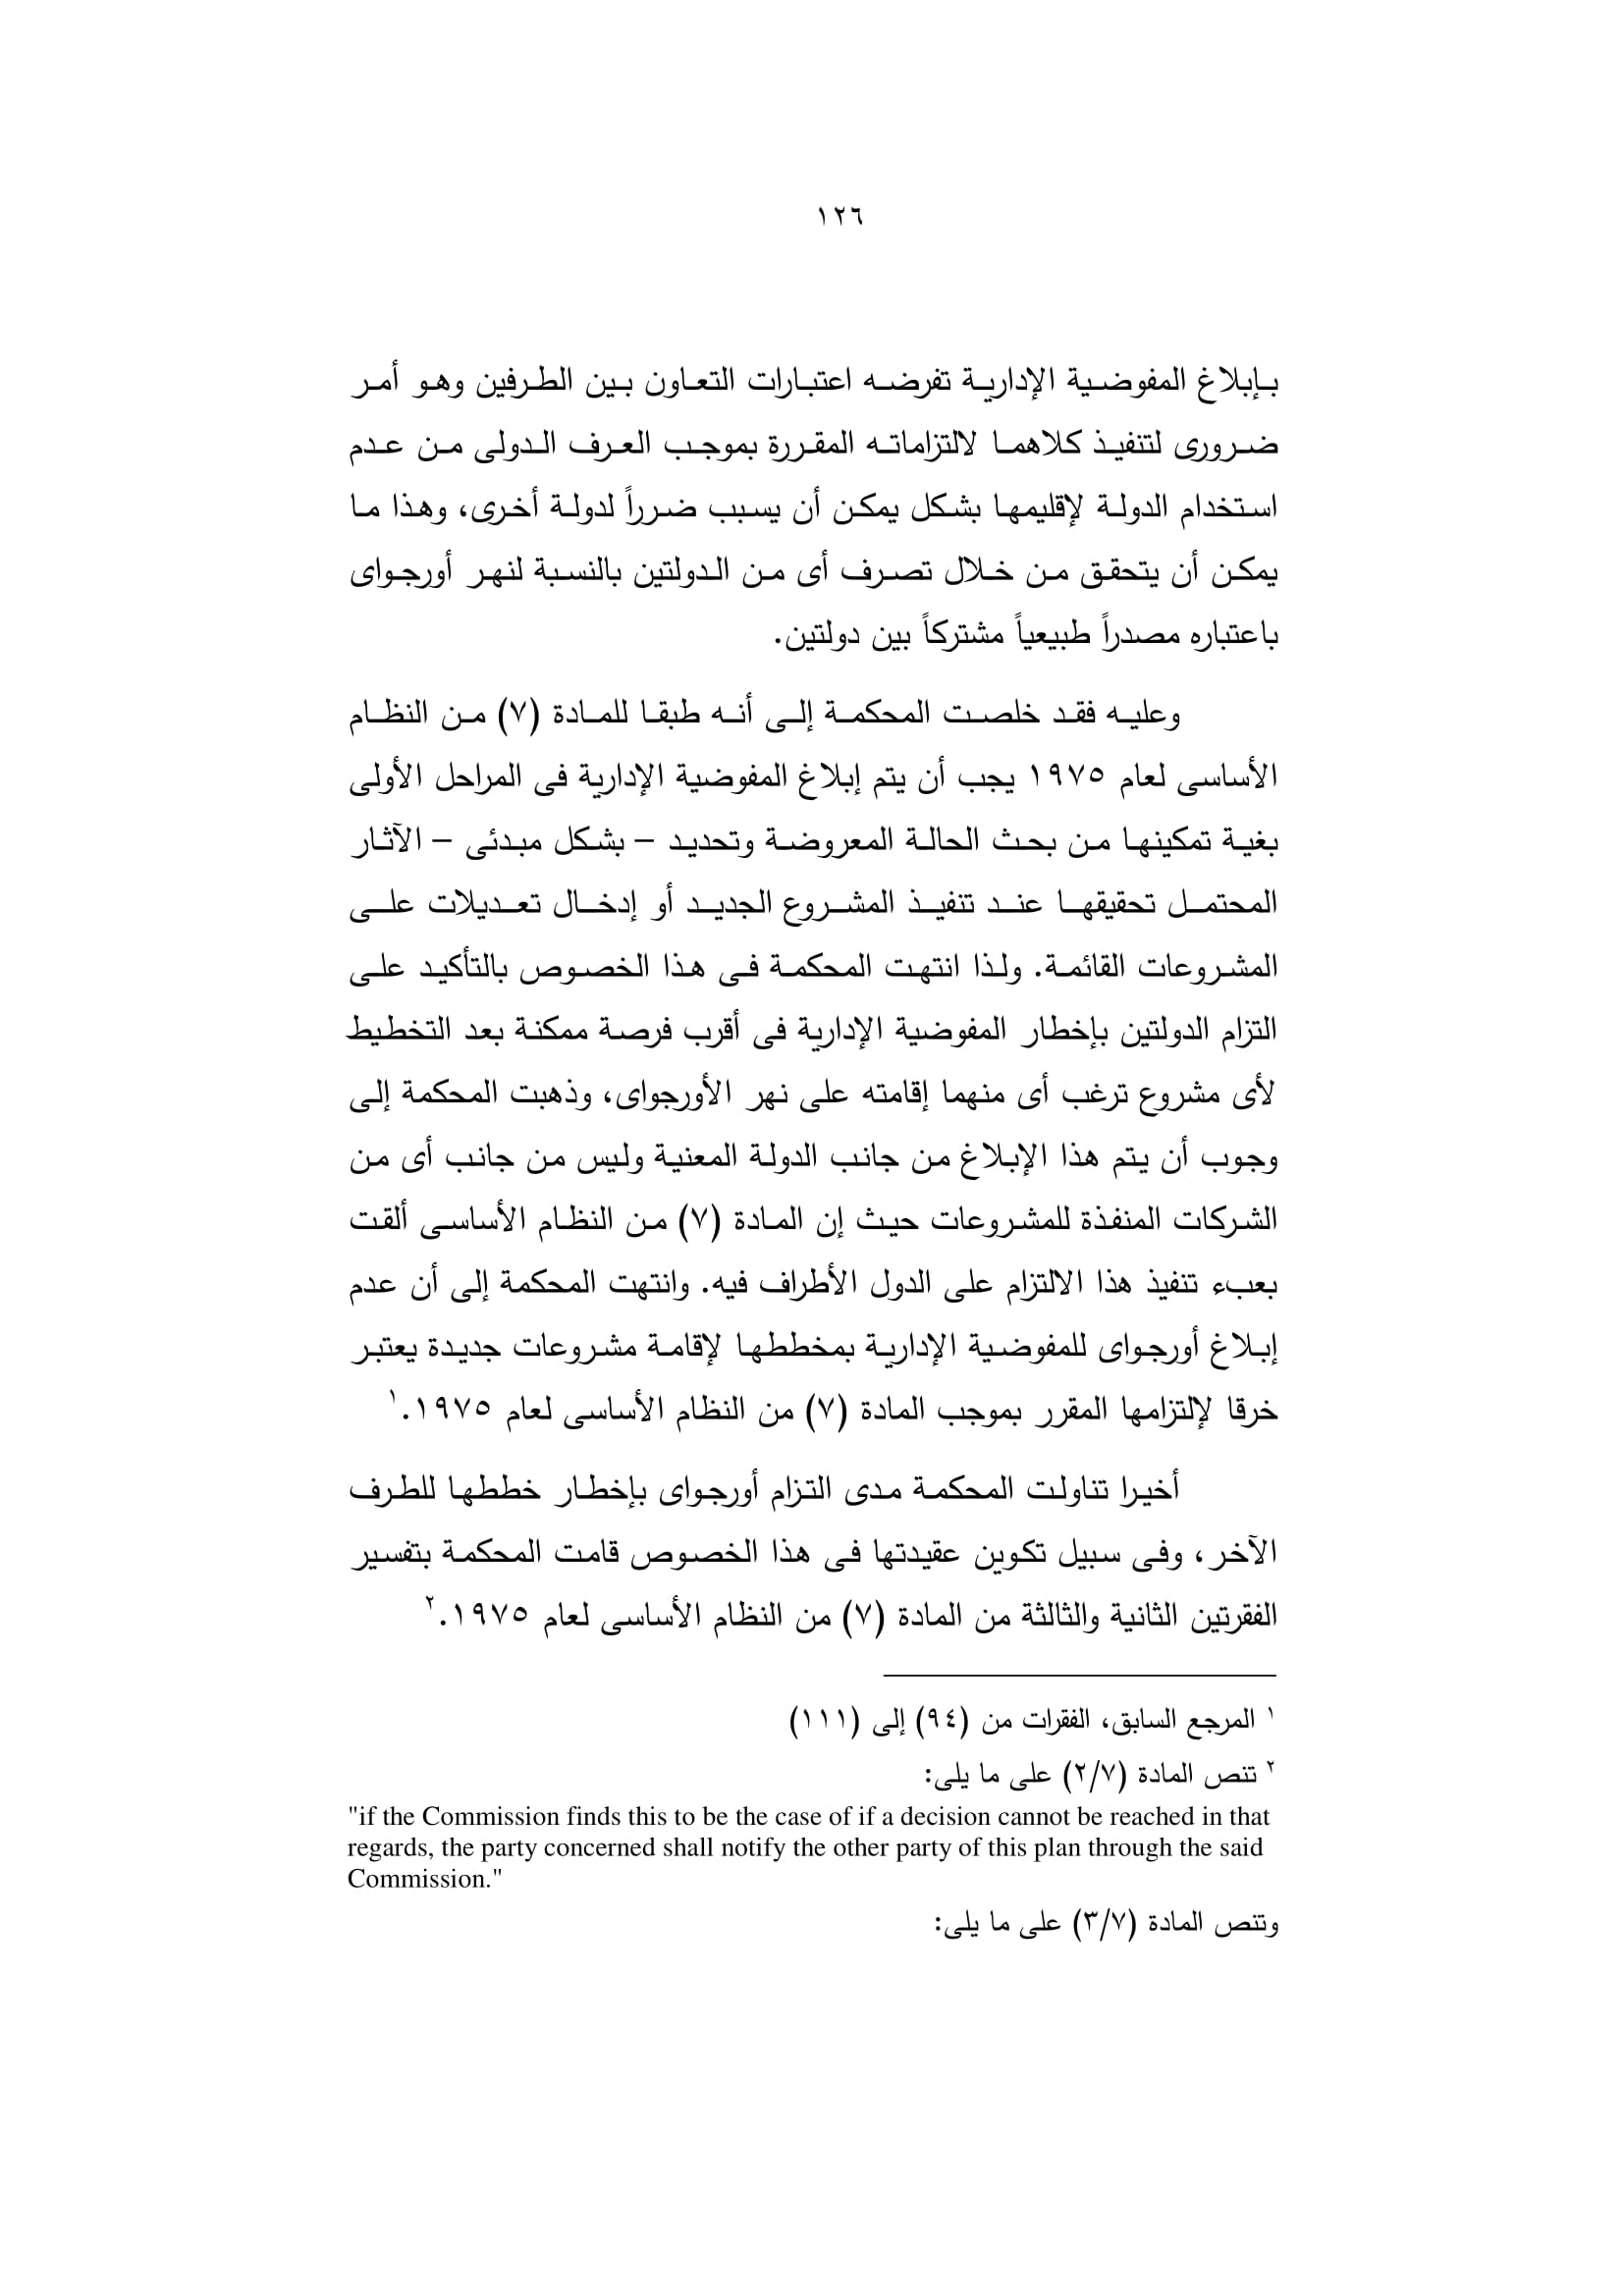 ١٢٦
بإبلاغ المفوضية الإدارية تفرضه اعتبارات التعاون بين الطرفين وهو أمر
ضرورى لتنفيذ كلاهما لالتزاماته المقررة بموجب العرف الدولى من عدم
استخدام الدولة لإقليمها بشكل يمكن أن يسبب ضرراً لدولة أخرى، وهذا ما
يمكن أن يتحقق من خلال تصرف أى من الدولتين بالنسبة لنهر أورجواى
باعتباره مصدراً طبيعياً مشتركاً بين دولتين.
وعليه فقد خلصت المحكمة إلى أنه طبقا للمادة (٧) من النظام
الأساسى لعام ١٩٧٥ يجب أن يتم إبلاغ المفوضية الإدارية فى المراحل الأولى
بغية تمكينها من بحث الحالة المعروضة وتحديد – بشكل مبدئى – الآثار
المحتمل تحقيقها عند تنفيذ المشروع الجديد أو إدخال تعديلات على
المشروعات القائمة. ولذا انتهت المحكمة فى هذا الخصوص بالتأكيد على
التزام الدولتين بإخطار المفوضية الإدارية فى أقرب فرصة ممكنة بعد التخطيط
لأى مشروع ترغب أى منهما إقامته على نهر الأورجواى، وذهبت المحكمة إلى
وجوب أن يتم هذا الإبلاغ من جانب الدولة المعنية وليس من جانب أى من
الشركات المنفذة للمشروعات حيث إن المادة (٧) من النظام الأساسى ألقت
بعبء تنفيذ هذا الالتزام على الدول الأطراف فيه. وانتهت المحكمة إلى أن عدم
إبلاغ أورجواى للمفوضية الإدارية بمخططها لإقامة مشروعات جديدة يعتبر
خرقا لإلتزامها المقرر بموجب المادة (٧) من النظام الأساسى لعام ١٩٧٥.١
أخيرا تناولت المحكمة مدى التزام أورجواى بإخطار خططها للطرف
الآخر، وفى سبيل تكوين عقيدتها فى هذا الخصوص قامت المحكمة بتفسير
الفقرتين الثانية والثالثة من المادة (٧) من النظام الأساسى لعام ١٩٧٥.٢
١ المرجع السابق، الفقرات من (٩٤) إلى (١١١)
٢ تنص المادة (٢/٧) على ما يلى:
"if the Commission finds this to be the case of if a decision cannot be reached in that
regards, the party concerned shall notify the other party of this plan through the said
Commission."
وتنص المادة (٣/٧) على ما يلى: